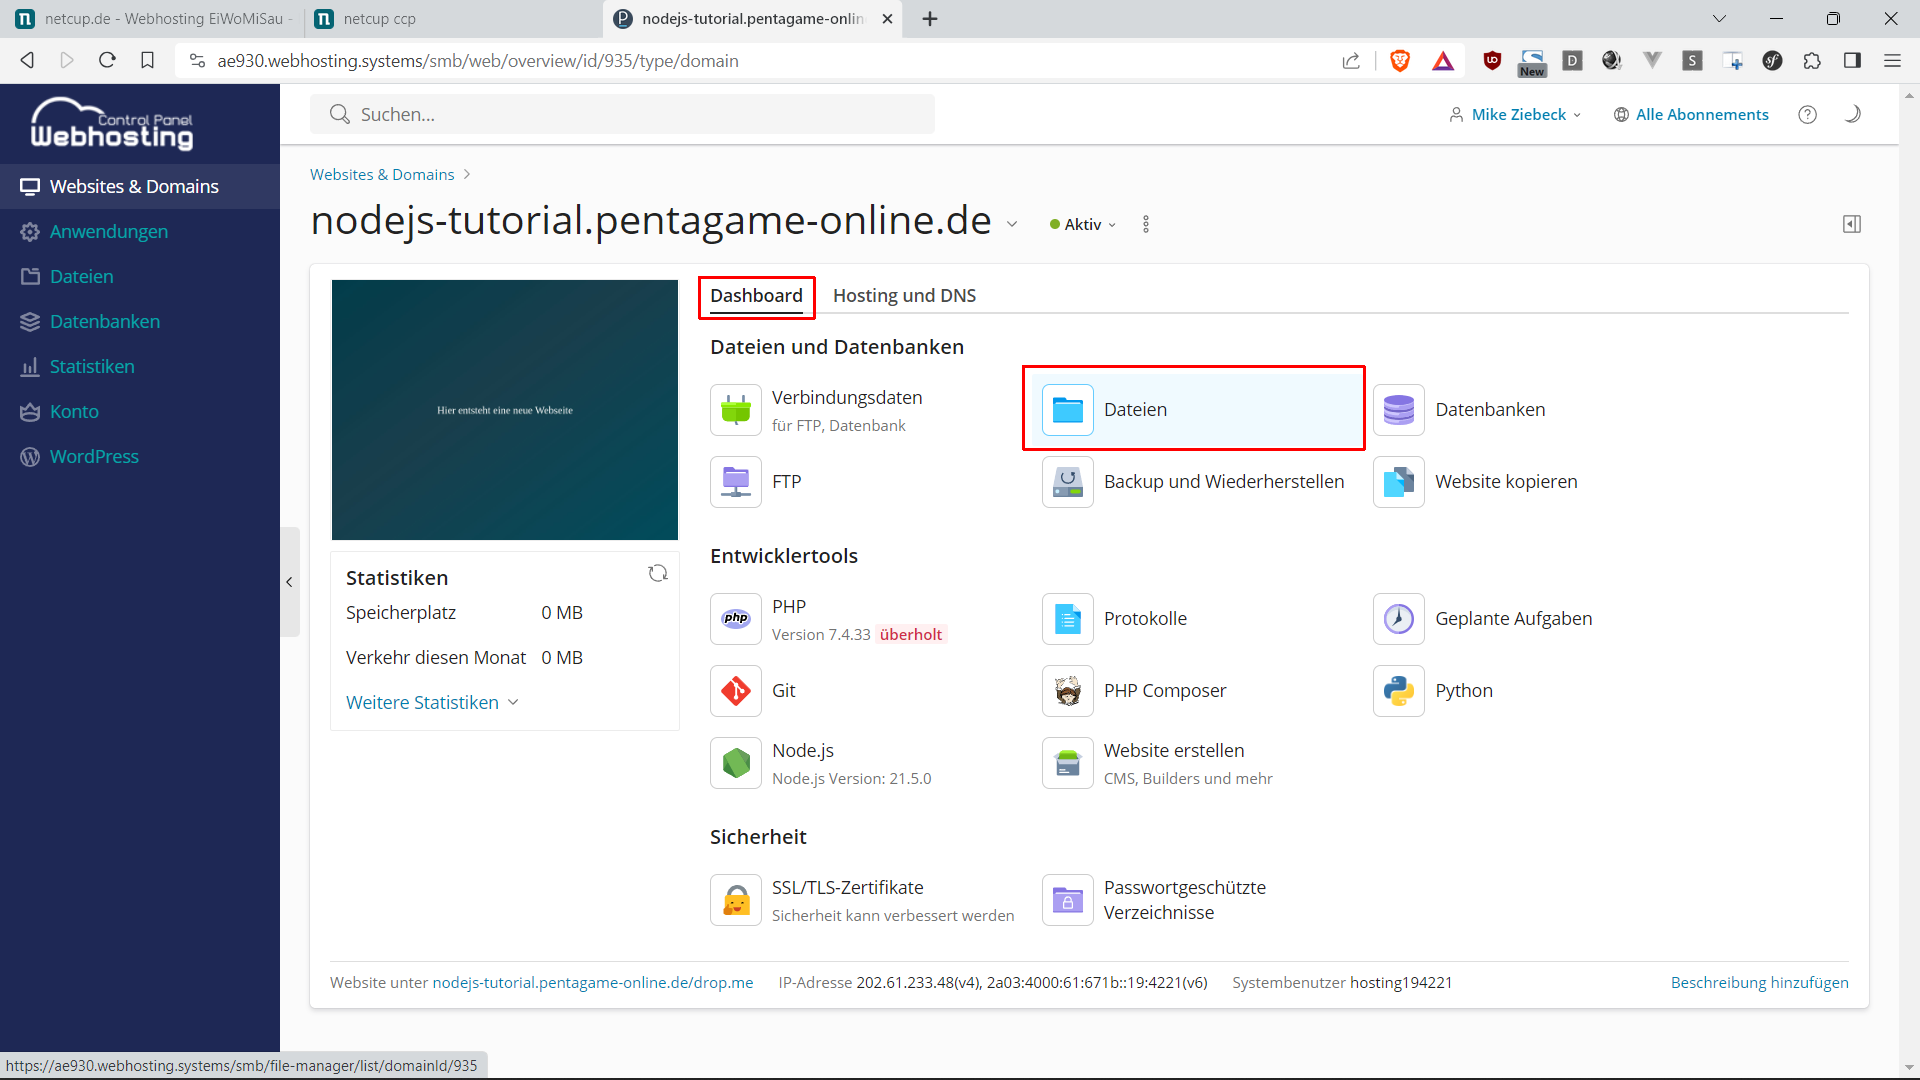 netcup.de - Webhosting EiWoMiSau -
netcup ccp
nodejs-tutorial.pentagame-onlin
ae930.webhosting.systems/smb/web/overview/id/935/type/domain
New
D
S
Control Panel
Webhosting
Suchen...
Mike Ziebeck
Alle Abonnements
Websites & Domains
Anwendungen
Dateien
Datenbanken
Statistiken
Konto
WordPress
Websites & Domains
nodejs-tutorial.pentagame-online.de
Aktiv
Hier entsteht eine neue Webseite
Dashboard
Hosting und DNS
Dateien und Datenbanken
Verbindungsdaten
für FTP, Datenbank
Dateien
Datenbanken
FTP
Backup und Wiederherstellen
Website kopieren
Statistiken
Speicherplatz 0 MB
Verkehr diesen Monat 0 MB
Weitere Statistiken
Entwicklertools
php
PHP
Version 7.4.33 überholt
Protokolle
Geplante Aufgaben
Git
PHP Composer
Python
Node.js
Node.js Version: 21.5.0
Website erstellen
CMS, Builders und mehr
Sicherheit
SSL/TLS-Zertifikate
Sicherheit kann verbessert werden
Passwortgeschützte
Verzeichnisse
Website unter nodejs-tutorial.pentagame-online.de/drop.me
IP-Adresse 202.61.233.48(v4), 2a03:4000:61:671b::19:4221(v6)
Systembenutzer hosting194221
Beschreibung hinzufügen
https://ae930.webhosting.systems/smb/file-manager/list/domainId/935